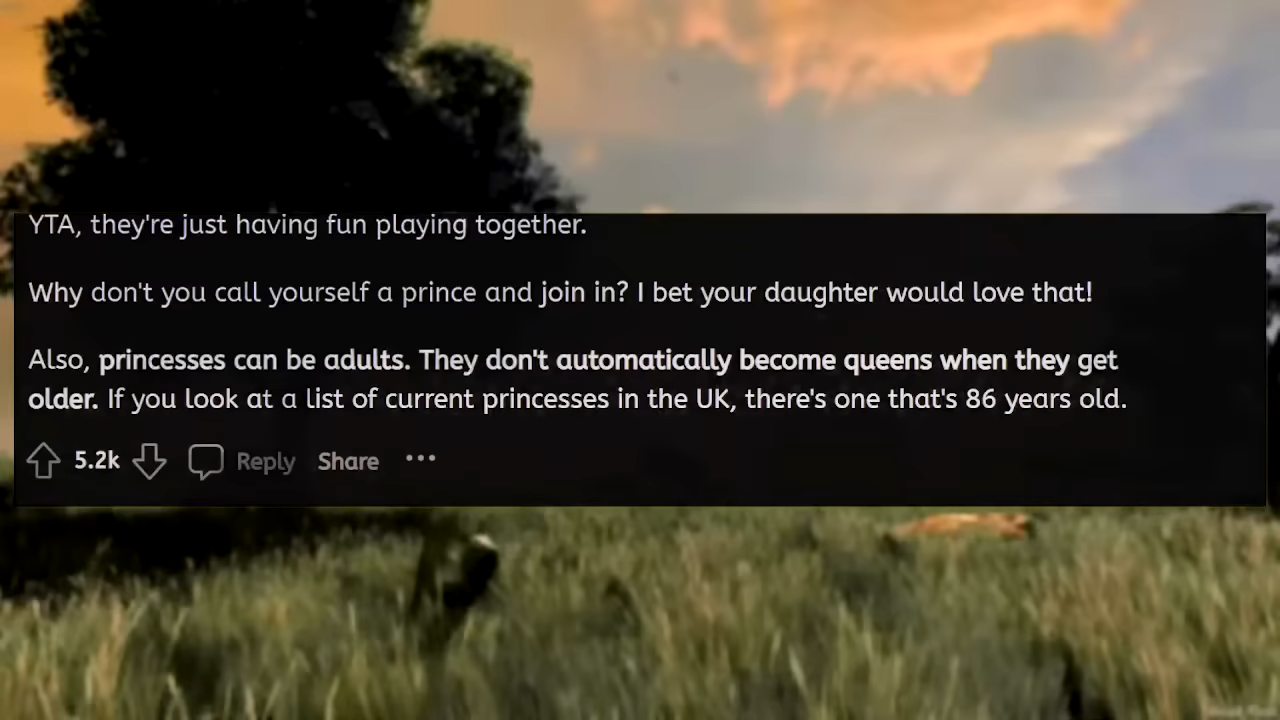 YTA, they're just having fun playing together.
Why don't you call yourself a prince and join in? I bet your daughter would love that!
Also, princesses can be adults. They don't automatically become queens when they get
older. If you look at a list of current princesses in the UK, there's one that's 86 years old.
5.2k Reply Share ···